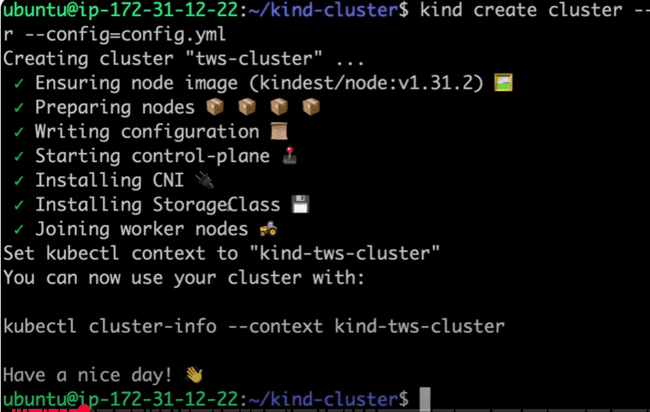 ubuntu@ip-172-31-12-22:~/kind-cluster$ kind create cluster --
r --config=config.yml
Creating cluster "tws-cluster" ...
✓ Ensuring node image (kindest/node:v1.31.2) 🖼
✓ Preparing nodes 📦 📦 📦 📦
✓ Writing configuration 📜
✓ Starting control-plane 🕹
✓ Installing CNI 🔌
✓ Installing StorageClass 💾
✓ Joining worker nodes 🚜
Set kubectl context to "kind-tws-cluster"
You can now use your cluster with:
kubectl cluster-info --context kind-tws-cluster
Have a nice day! 👋
ubuntu@ip-172-31-12-22:~/kind-cluster$